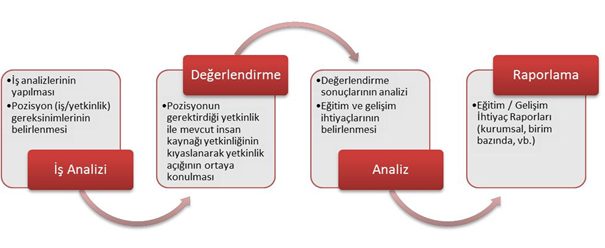 •İş analizlerinin
yapılması
•Pozisyon (iş/yetkinlik)
gereksinimlerinin
belirlenmesi
İş Analizi
Değerlendirme
•Pozisyonun
gerektirdiği yetkinlik
ile mevcut insan
kaynağı yetkinliğinin
kıyaslanarak yetkinlik
açığının ortaya
konulması
•Değerlendirme
sonuçlarının analizi
•Eğitim ve gelişim
ihtiyaçlarının
belirlenmesi
Analiz
Raporlama
•Eğitim / Gelişim
İhtiyaç Raporları
(kurumsal, birim
bazında, vb.)